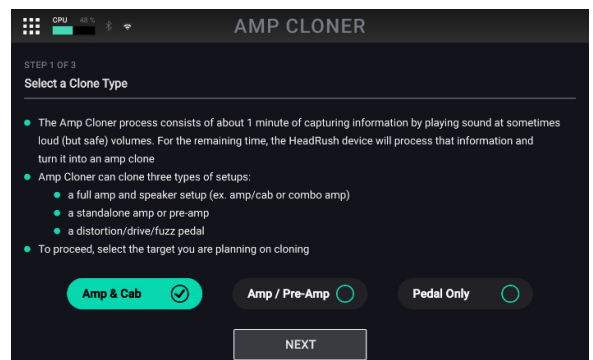 CPU 48 % AMP CLONER
STEP 1 OF 3
Select a Clone Type
The Amp Cloner process consists of about 1 minute of capturing information by playing sound at sometimes
loud (but safe) volumes. For the remaining time, the HeadRush device will process that information and
turn it into an amp clone
Amp Cloner can clone three types of setups:
a full amp and speaker setup (ex. amp/cab or combo amp)
a standalone amp or pre-amp
a distortion/drive/fuzz pedal
To proceed, select the target you are planning on cloning
Amp & Cab Amp / Pre-Amp Pedal Only
NEXT